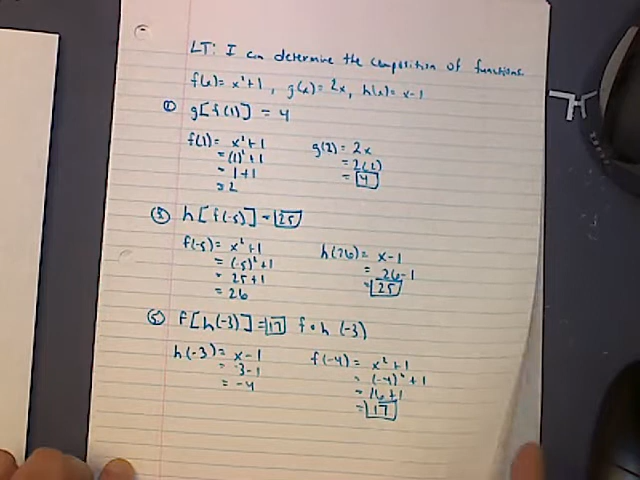 LT: I can determine the composition of functions.
f(x) = x²+1, g(x) = 2x, h(x) = x-1
① g[f(1)] = 4
f(1) = x²+1
= (1)²+1
= 1+1
= 2
g(2) = 2x
= 2(2)
= 4
③ h[f(-5)] = 25
f(-5) = x²+1
= (-5)²+1
= 25+1
= 26
h(26) = x-1
= 26-1
= 25
⑤ f[h(-3)] = 17 f∘h (-3)
h(-3) = x-1
= -3-1
= -4
f(-4) = x²+1
= (-4)²+1
= 16+1
= 17